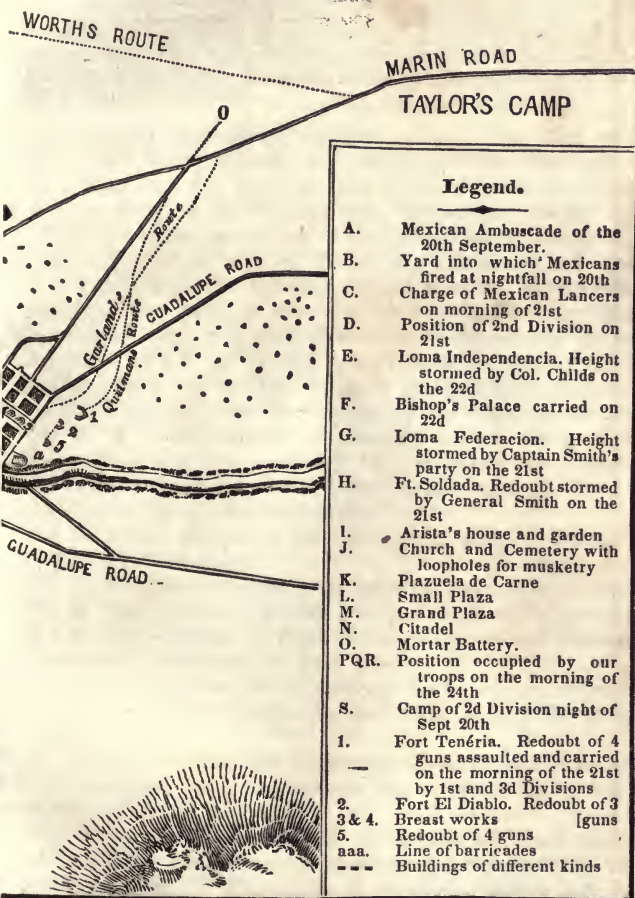 WORTHS ROUTE
MARIN ROAD
TAYLOR'S CAMP
O
Garland's Route
Quitmans Route
GUADALUPE ROAD
1
2
3
4
5
a
GUADALUPE ROAD
Legend.
A. Mexican Ambuscade of the
20th September.
B. Yard into which Mexicans
fired at nightfall on 20th
C. Charge of Mexican Lancers
on morning of 21st
D. Position of 2nd Division on
21st
E. Loma Independencia. Height
stormed by Col. Childs on
the 22d
F. Bishop's Palace carried on
22d
G. Loma Federacion. Height
stormed by Captain Smith's
party on the 21st
H. Ft. Soldada. Redoubt stormed
by General Smith on the
21st
I. Arista's house and garden
J. Church and Cemetery with
loopholes for musketry
K. Plazuela de Carne
L. Small Plaza
M. Grand Plaza
N. Citadel
O. Mortar Battery.
PQR. Position occupied by our
troops on the morning of
the 24th
S. Camp of 2d Division night of
Sept 20th
1. Fort Tenéria. Redoubt of 4
guns assaulted and carried
on the morning of the 21st
by 1st and 3d Divisions
2. Fort El Diablo. Redoubt of 3
3 & 4. Breast works [guns
5. Redoubt of 4 guns
aaa. Line of barricades
--- Buildings of different kinds